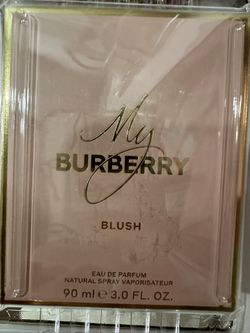 My
BURBERRY
BLUSH
EAU DE PARFUM
NATURAL SPRAY VAPORISATEUR
90 ml e 3.0 FL. OZ.